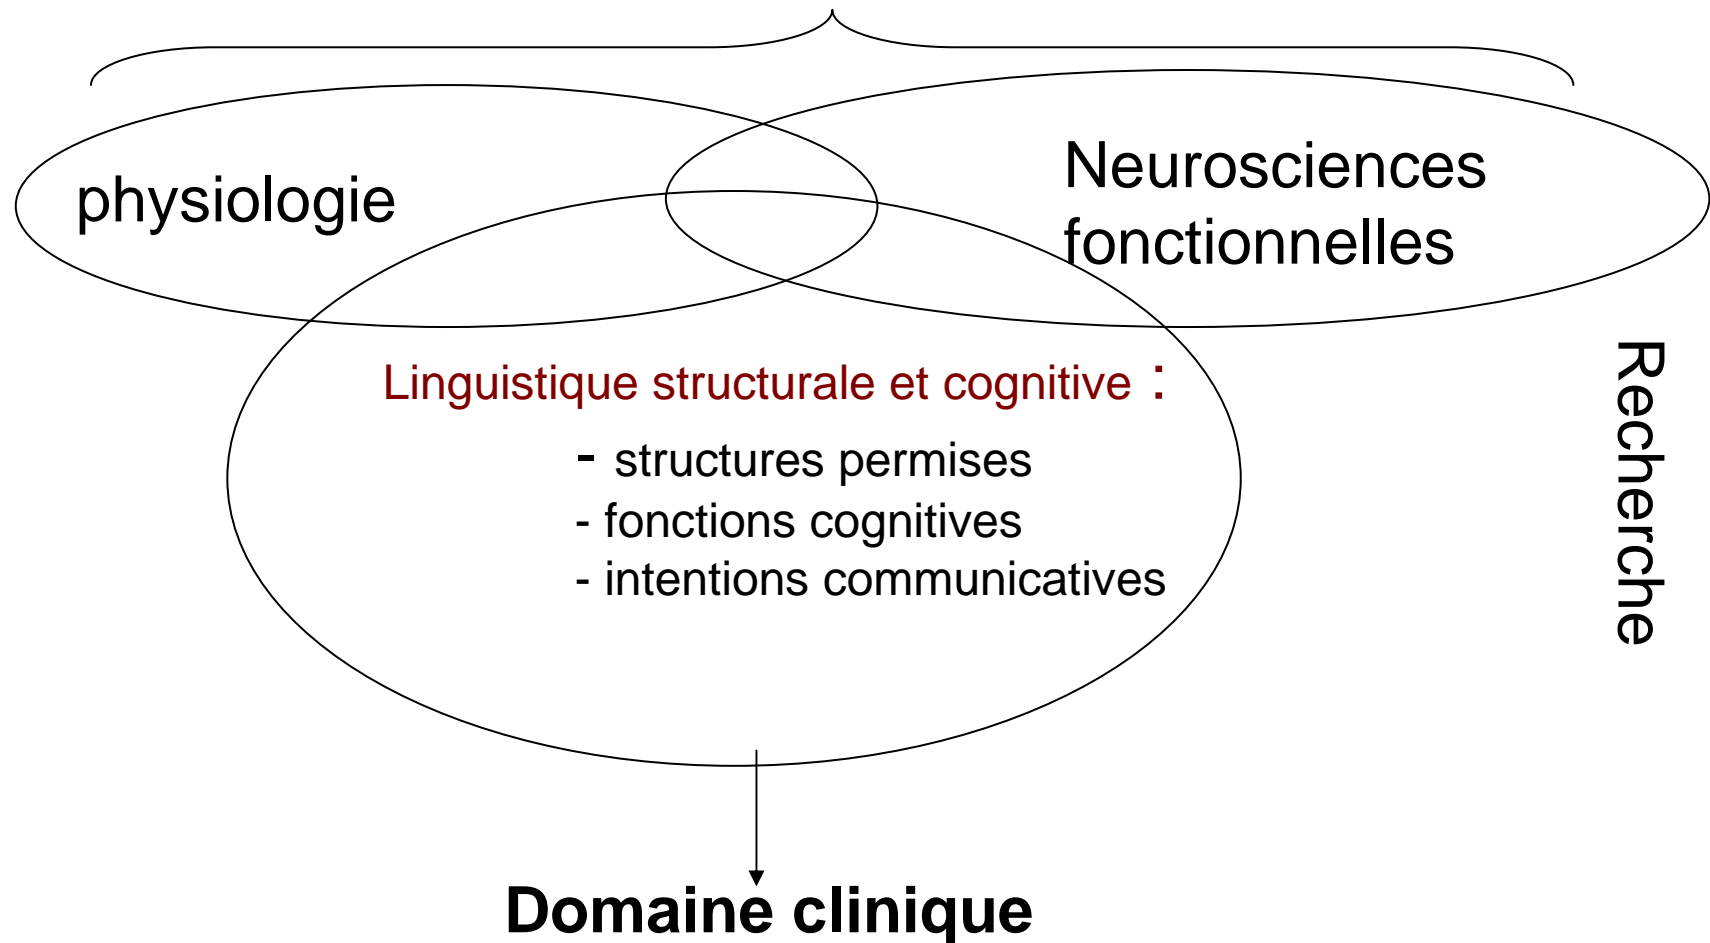 physiologie
Neurosciences
fonctionnelles
Linguistique structurale et cognitive :
- structures permises
- fonctions cognitives
- intentions communicatives
Recherche
Domaine clinique